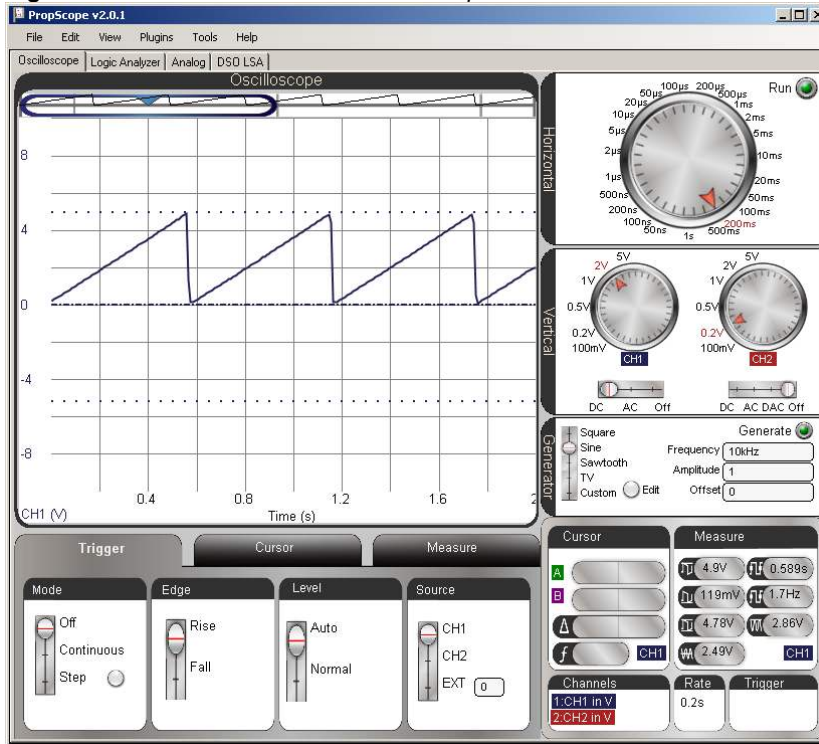 PropScope v2.0.1
File Edit View Plugins Tools Help
Oscilloscope Logic Analyzer Analog DSO LSA
Oscilloscope
8
4
0
-4
-8
0.4 0.8 1.2 1.6 2
CH1 (V)
Time (s)
Horizontal
Run
50ns
100ns
200ns
500ns
1µs
2µs
5µs
10µs
20µs
50µs
100µs
200µs
500µs
1ms
2ms
5ms
10ms
20ms
50ms
100ms
200ms
500ms
1s
Vertical
5V
2V
1V
0.5V
0.2V
100mV
CH1
DC AC Off
5V
2V
1V
0.5V
0.2V
100mV
CH2
DC AC DAC Off
Generator
Square
Sine
Sawtooth
TV
Custom Edit
Generate
Frequency 10kHz
Amplitude 1
Offset 0
Trigger Cursor Measure
Mode
Off
Continuous
Step
Edge
Rise
Fall
Level
Auto
Normal
Source
CH1
CH2
EXT 0
Cursor
A
B
Δ
f CH1
Measure
4.9V 0.589s
119mV 1.7Hz
4.78V 2.86V
2.49V CH1
Channels
1:CH1 in V
2:CH2 in V
Rate
0.2s
Trigger